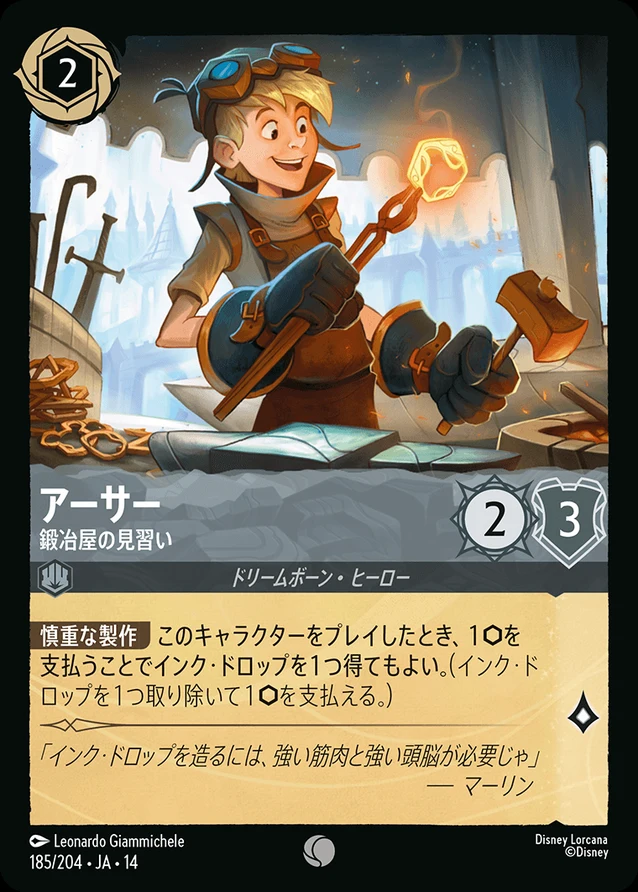 2
アーサー
鍛冶屋の見習い
2 3
ドリームボーン・ヒーロー
慎重な製作 このキャラクターをプレイしたとき、1⬡を
支払うことでインク・ドロップを1つ得てもよい。(インク・ド
ロップを1つ取り除いて1⬡を支払える。)
「インク・ドロップを造るには、強い筋肉と強い頭脳が必要じゃ」
— マーリン
Leonardo Giammichele
185/204・JA・14
Disney Lorcana
©Disney